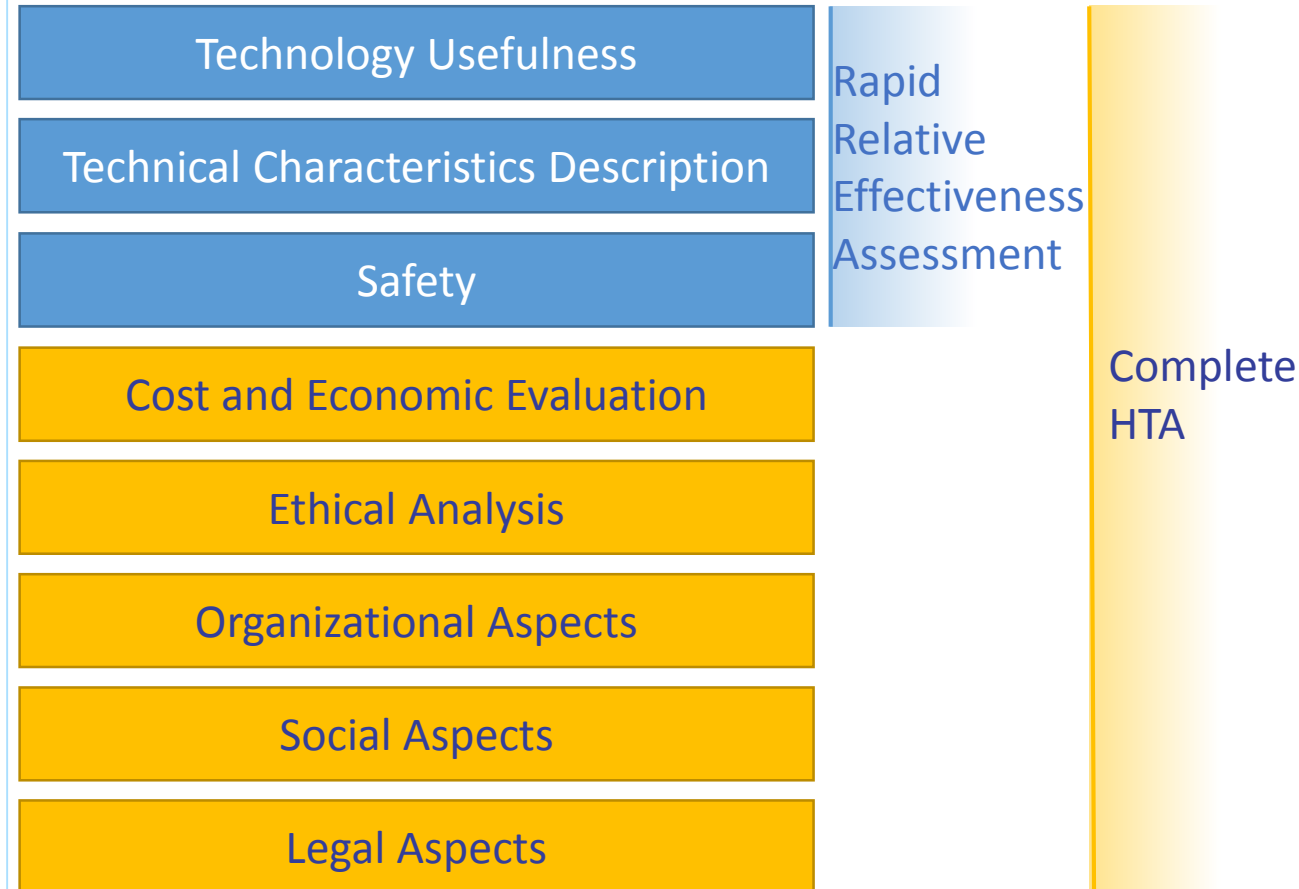 Technology Usefulness
Technical Characteristics Description
Safety
Cost and Economic Evaluation
Ethical Analysis
Organizational Aspects
Social Aspects
Legal Aspects
Rapid
Relative
Effectiveness
Assessment
Complete
HTA